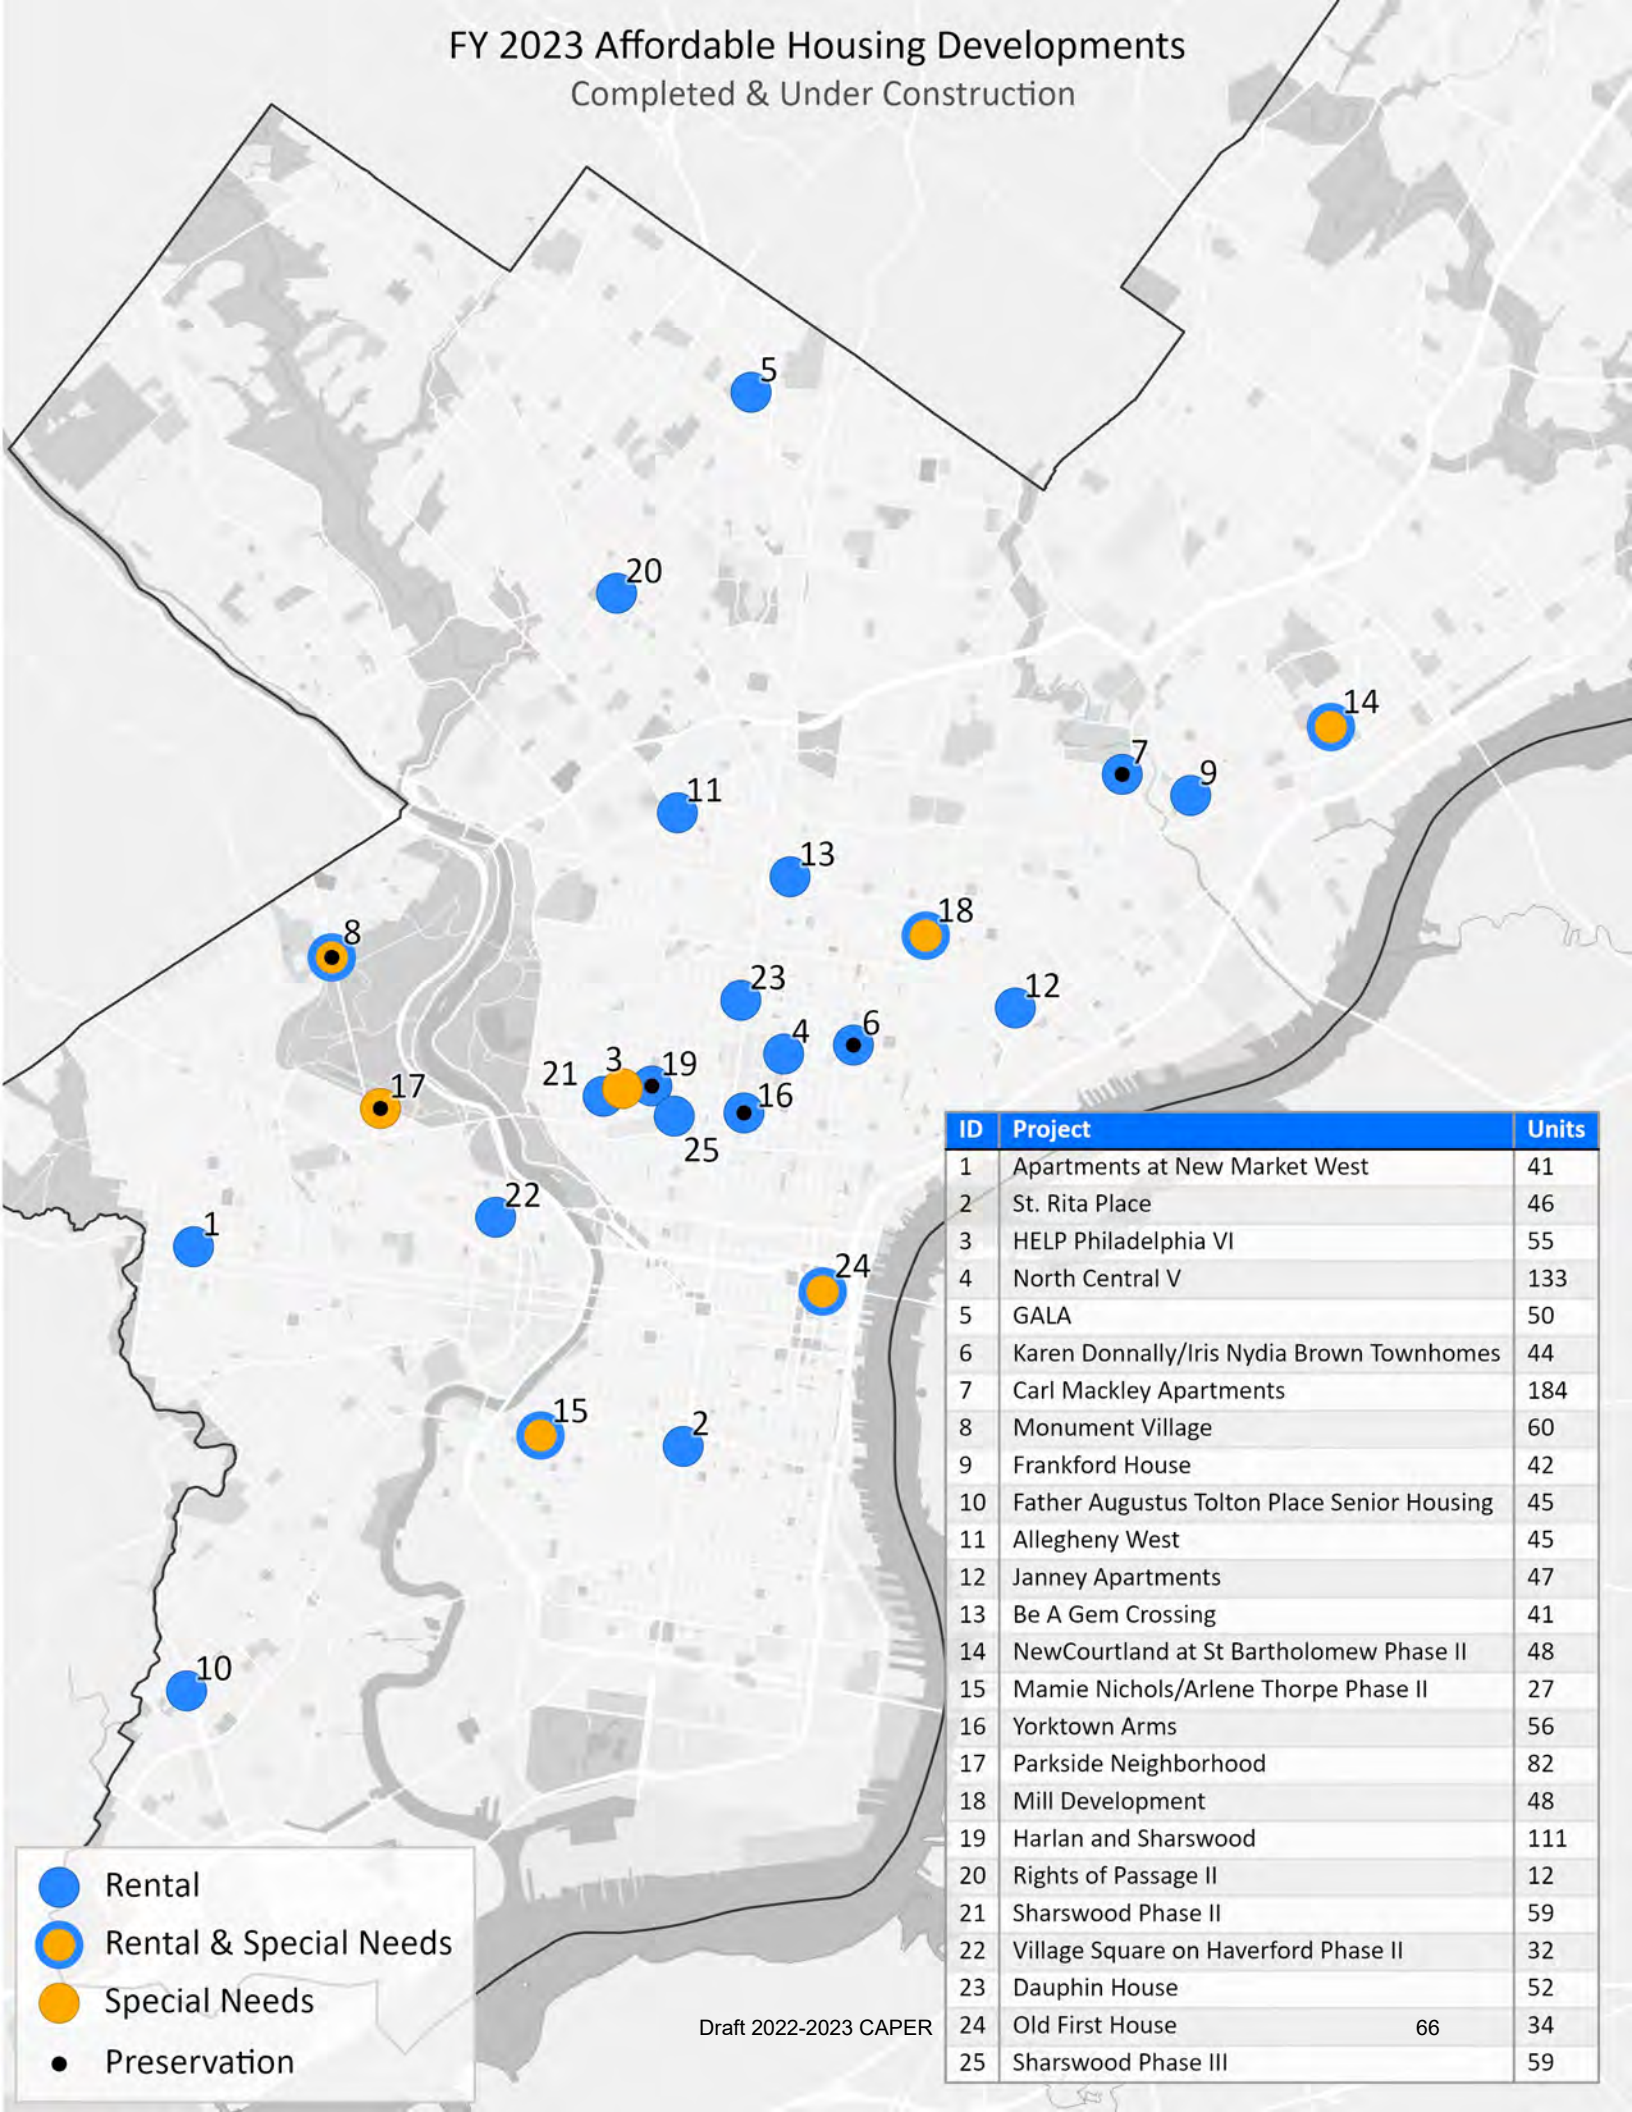 FY 2023 Affordable Housing Developments
Completed & Under Construction
5
20
14
7
9
11
13
18
8
23
12
4
6
21
3
19
17
16
25
22
1
24
15
2
10
ID Project Units
1 Apartments at New Market West 41
2 St. Rita Place 46
3 HELP Philadelphia VI 55
4 North Central V 133
5 GALA 50
6 Karen Donnally/Iris Nydia Brown Townhomes 44
7 Carl Mackley Apartments 184
8 Monument Village 60
9 Frankford House 42
10 Father Augustus Tolton Place Senior Housing 45
11 Allegheny West 45
12 Janney Apartments 47
13 Be A Gem Crossing 41
14 NewCourtland at St Bartholomew Phase II 48
15 Mamie Nichols/Arlene Thorpe Phase II 27
16 Yorktown Arms 56
17 Parkside Neighborhood 82
18 Mill Development 48
19 Harlan and Sharswood 111
20 Rights of Passage II 12
21 Sharswood Phase II 59
22 Village Square on Haverford Phase II 32
23 Dauphin House 52
24 Old First House 34
25 Sharswood Phase III 59
Rental
Rental & Special Needs
Special Needs
Preservation
Draft 2022-2023 CAPER
66